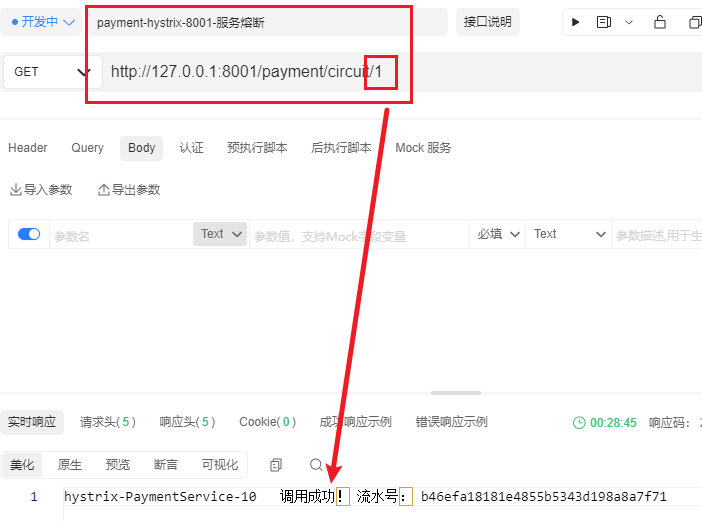 开发中 payment-hystrix-8001-服务熔断 接口说明
GET http://127.0.0.1:8001/payment/circuit/1
Header Query Body 认证 预执行脚本 后执行脚本 Mock 服务
导入参数 导出参数
参数名 Text 参数值，支持Mock字段变量 必填 Text 参数描述,用于生
实时响应 请求头(5) 响应头(5) Cookie(0) 成功响应示例 错误响应示例 00:28:45 响应码：
美化 原生 预览 断言 可视化
1 hystrix-PaymentService-10 调用成功！流水号：b46efa18181e4855b5343d198a8a7f71